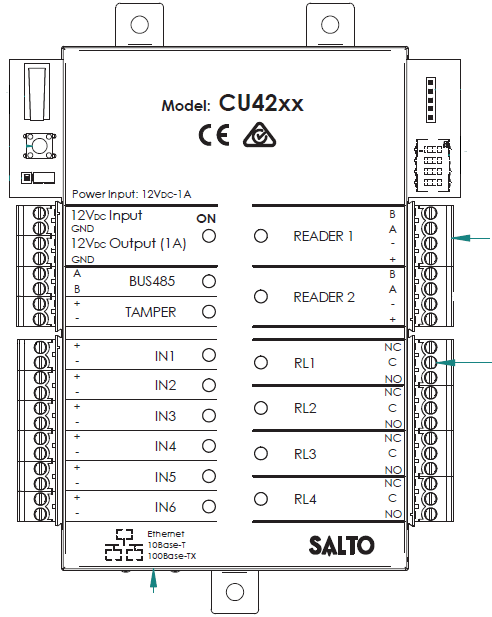 Model: CU42xx
CE
Power Input: 12VDC-1A
12VDC Input
ON
GND
12VDC Output (1A)
GND
A
BUS485
B
+
TAMPER
-
+
IN1
-
+
IN2
-
+
IN3
-
+
IN4
-
+
IN5
-
+
IN6
-
B
READER 1
A
-
+
B
READER 2
A
-
+
NC
RL1
C
NO
NC
RL2
C
NO
NC
RL3
C
NO
NC
RL4
C
NO
Ethernet
10Base-T
100Base-TX
SALTO